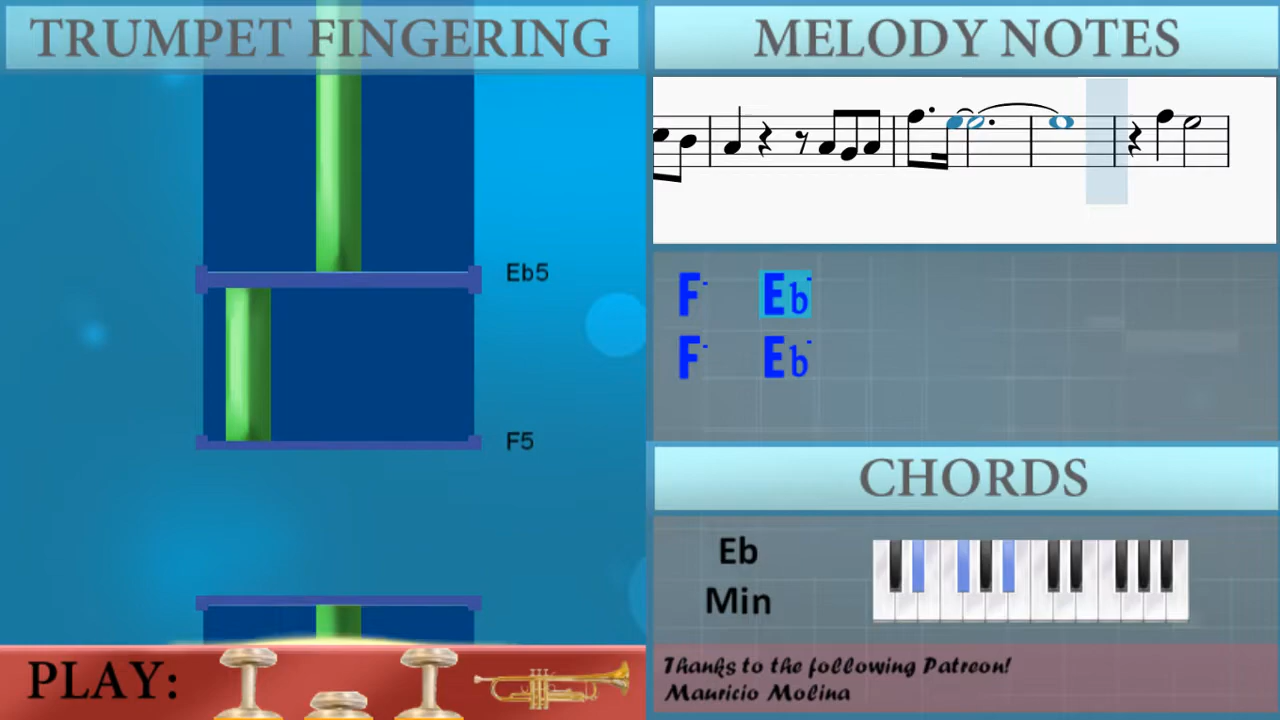 TRUMPET FINGERING
Eb5
F5
PLAY:
MELODY NOTES
F- Eb-
F- Eb-
CHORDS
Eb
Min
Thanks to the following Patreon!
Mauricio Molina